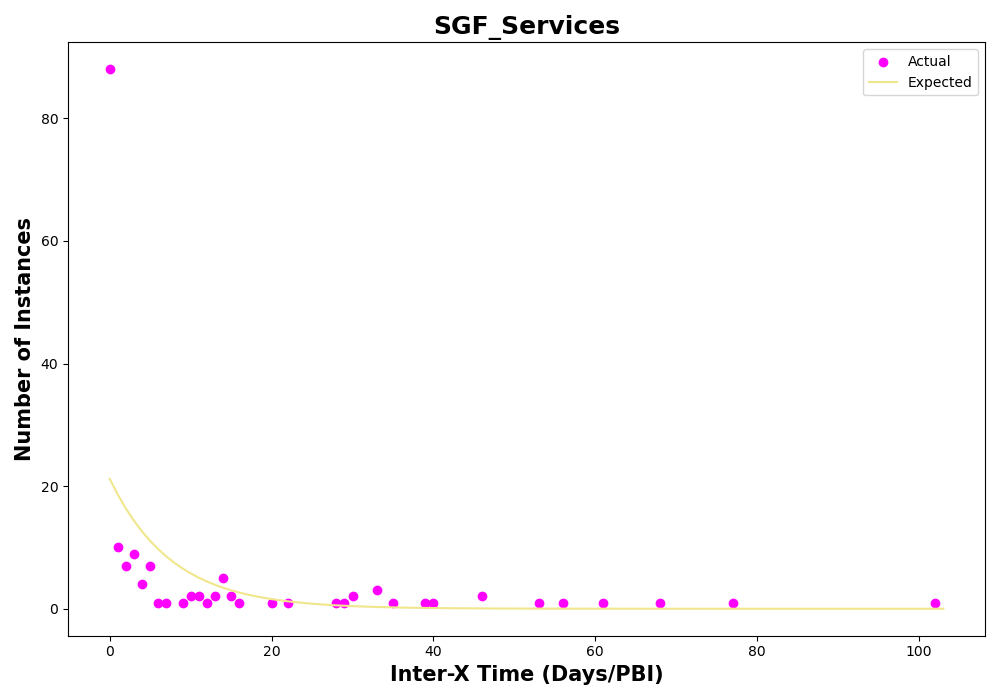 SGF_Services
Actual
Expected
80
60
40
20
0
Number of Instances
0 20 40 60 80 100
Inter-X Time (Days/PBI)